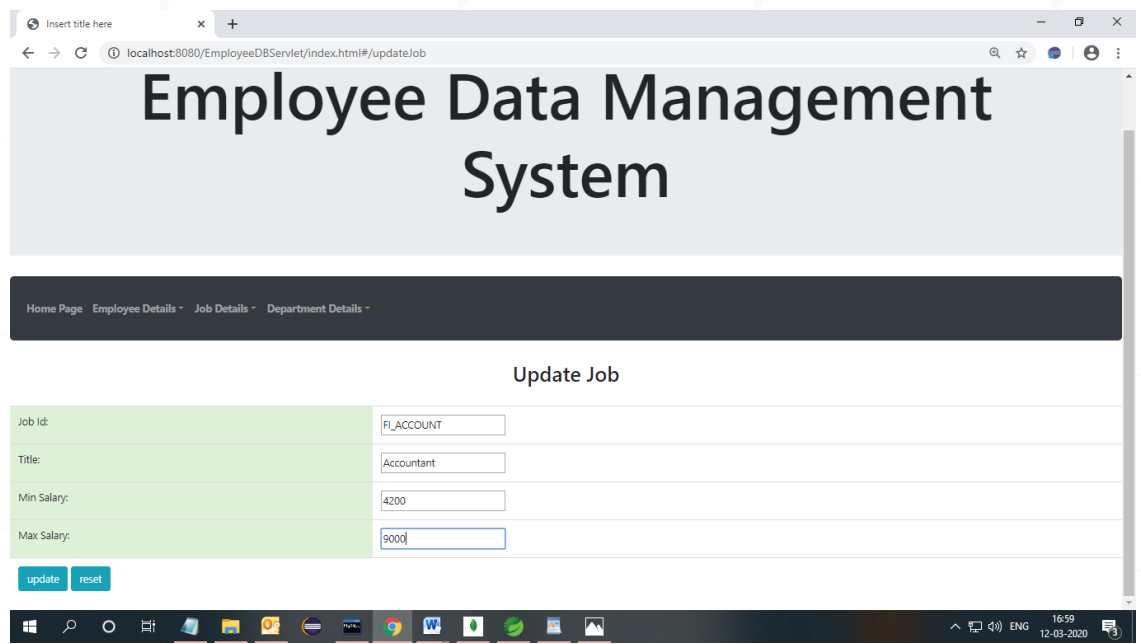 Insert title here
localhost:8080/EmployeeDBServlet/index.html#/updateJob
Employee Data Management
System
Home Page Employee Details Job Details Department Details
Update Job
Job Id: FI_ACCOUNT
Title: Accountant
Min Salary: 4200
Max Salary: 9000
update reset
16:59
ENG
12-03-2020
3